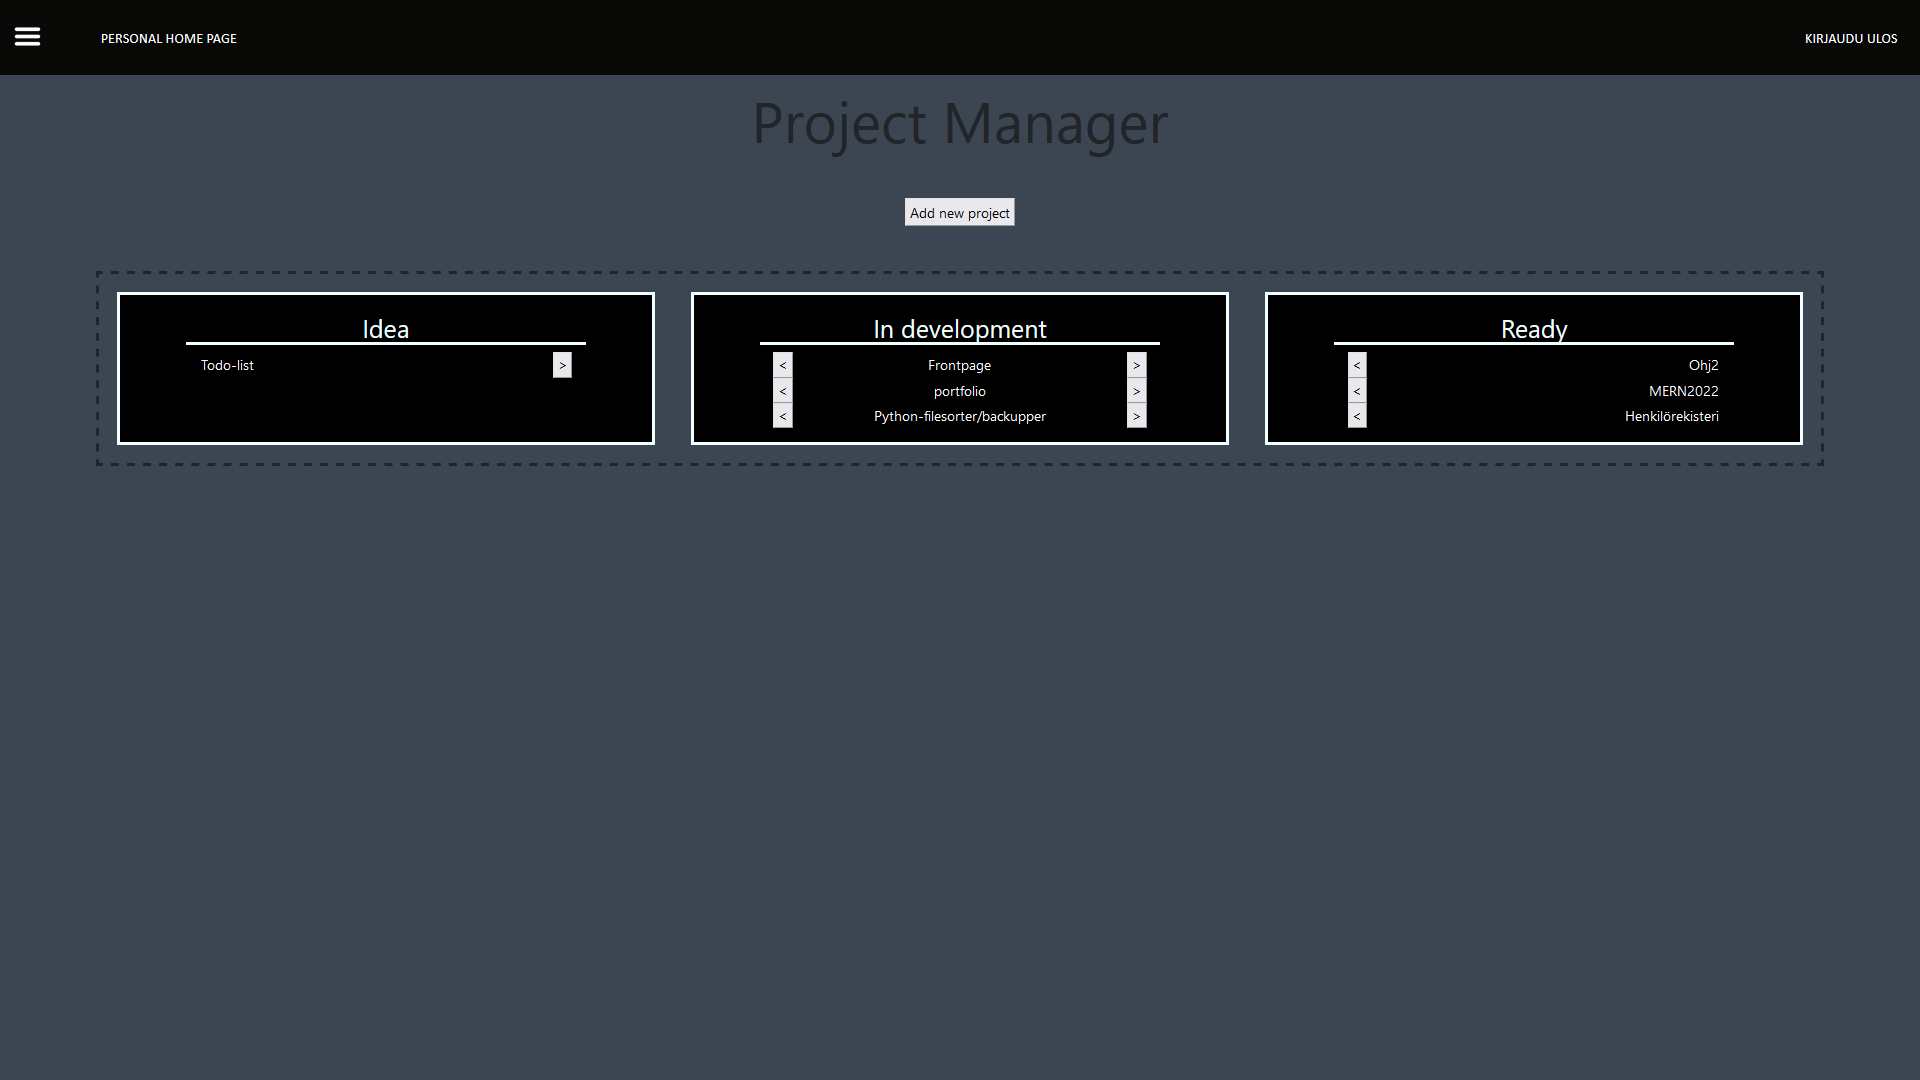 PERSONAL HOME PAGE
KIRJAUDU ULOS
Project Manager
Add new project
Idea
Todo-list >
In development
< Frontpage >
< portfolio >
< Python-filesorter/backupper >
Ready
< Ohj2
< MERN2022
< Henkilörekisteri